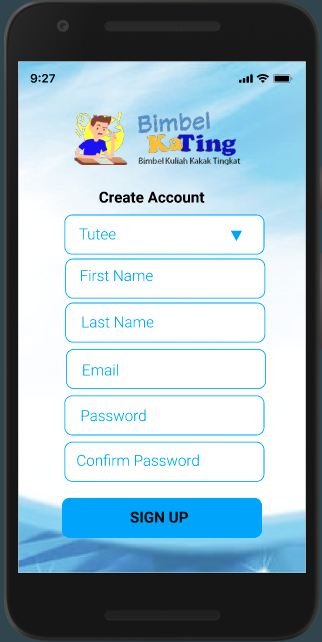 9:27
Bimbel
KaTing
Bimbel Kuliah Kakak Tingkat
Create Account
Tutee
First Name
Last Name
Email
Password
Confirm Password
SIGN UP